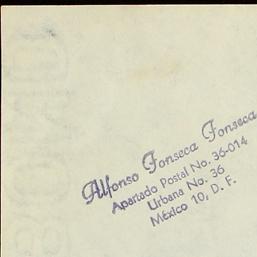 Alfonso Fonseca Fonseca
Apartado Postal No. 36-014
Urbana No. 36
México 10, D. F.